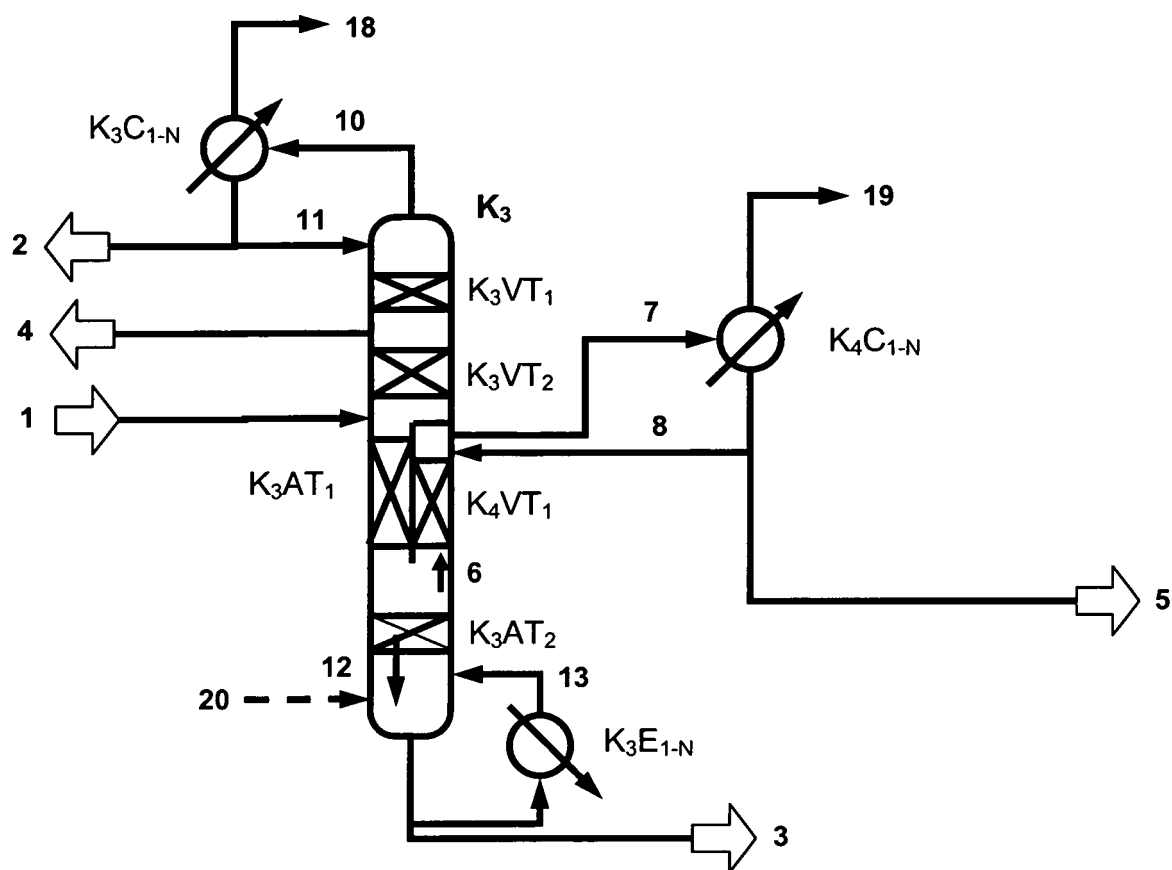 18
K₃C₁₋N
10
19
K₃
2
11
K₃VT₁
4
7
K₄C₁₋N
K₃VT₂
1
8
K₃AT₁
K₄VT₁
6
5
K₃AT₂
12
13
20
K₃E₁₋N
3